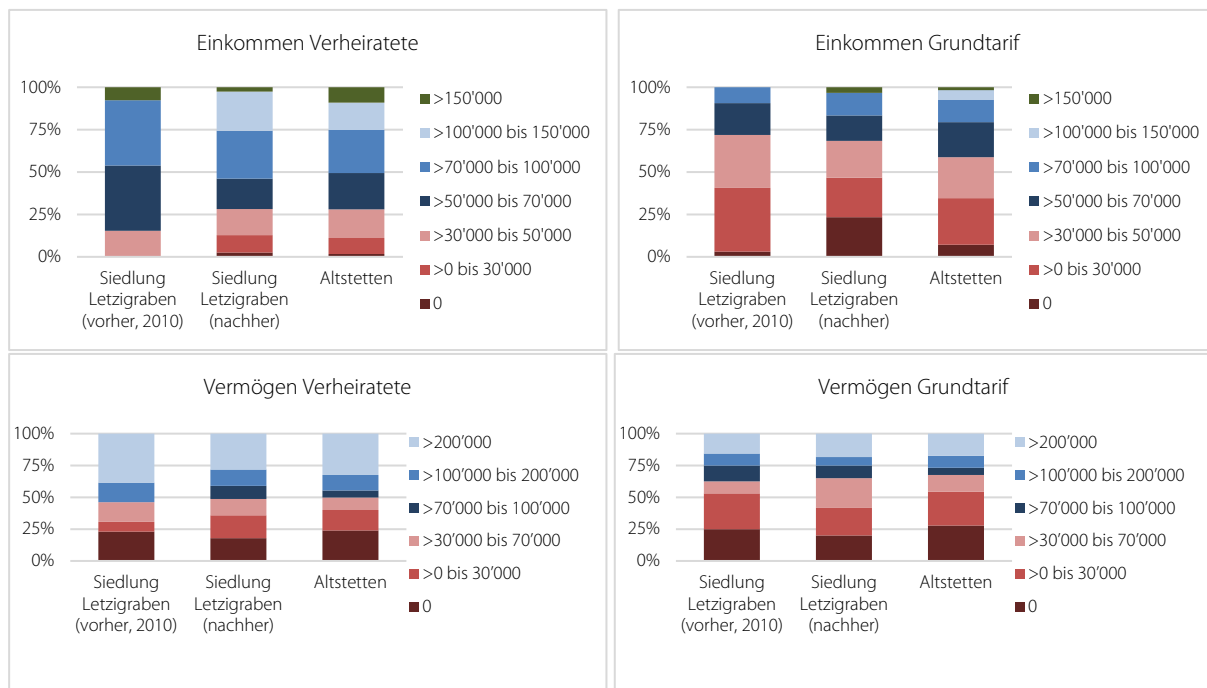 Einkommen Verheiratete
100%
75%
50%
25%
0%
Siedlung
Letzigraben
(vorher, 2010)
Siedlung
Letzigraben
(nachher)
Altstetten
>150'000
>100'000 bis 150'000
>70'000 bis 100'000
>50'000 bis 70'000
>30'000 bis 50'000
>0 bis 30'000
0
Einkommen Grundtarif
100%
75%
50%
25%
0%
Siedlung
Letzigraben
(vorher, 2010)
Siedlung
Letzigraben
(nachher)
Altstetten
>150'000
>100'000 bis 150'000
>70'000 bis 100'000
>50'000 bis 70'000
>30'000 bis 50'000
>0 bis 30'000
0
Vermögen Verheiratete
100%
75%
50%
25%
0%
Siedlung
Letzigraben
(vorher, 2010)
Siedlung
Letzigraben
(nachher)
Altstetten
>200’000
>100’000 bis 200’000
>70’000 bis 100’000
>30’000 bis 70’000
>0 bis 30’000
0
Vermögen Grundtarif
100%
75%
50%
25%
0%
Siedlung
Letzigraben
(vorher, 2010)
Siedlung
Letzigraben
(nachher)
Altstetten
>200’000
>100’000 bis 200’000
>70’000 bis 100’000
>30’000 bis 70’000
>0 bis 30’000
0